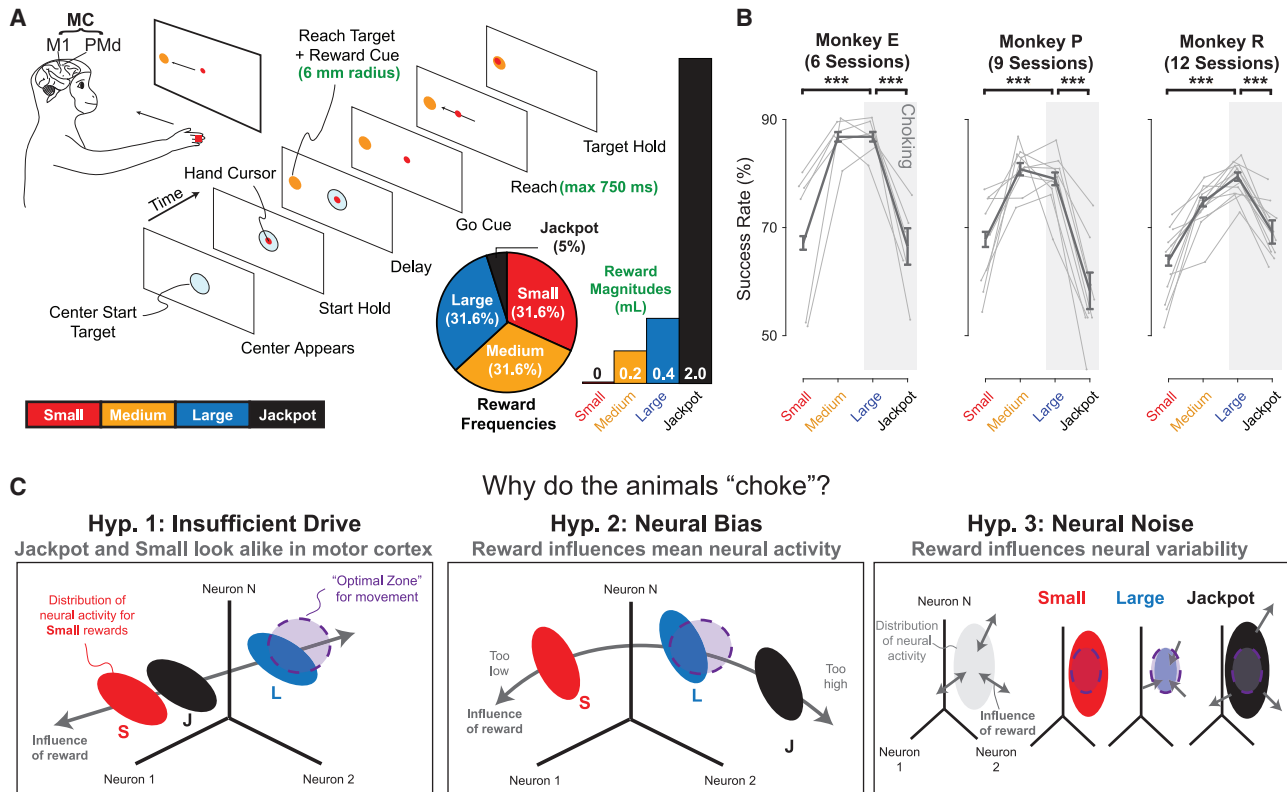 A
MC
M1 PMd
Reach Target
+ Reward Cue
(6 mm radius)
Hand Cursor
Time
Center Start
Target
Center Appears
Start Hold
Delay
Go Cue
Reach (max 750 ms)
Target Hold
Jackpot
(5%)
Large
(31.6%)
Small
(31.6%)
Medium
(31.6%)
Reward
Frequencies
Reward
Magnitudes
(mL)
0
0.2
0.4
2.0
Small
Medium
Large
Jackpot
Small Medium Large Jackpot
B
Monkey E
(6 Sessions)
*** ***
Monkey P
(9 Sessions)
*** ***
Monkey R
(12 Sessions)
*** ***
Success Rate (%)
90
70
50
Choking
Small
Medium
Large
Jackpot
Small
Medium
Large
Jackpot
Small
Medium
Large
Jackpot
C
Why do the animals “choke”?
Hyp. 1: Insufficient Drive
Jackpot and Small look alike in motor cortex
Distribution of
neural activity for
Small rewards
Neuron N
“Optimal Zone”
for movement
S
J
L
Influence
of reward
Neuron 1
Neuron 2
Hyp. 2: Neural Bias
Reward influences mean neural activity
Neuron N
Too
low
Too
high
S
L
J
Influence
of reward
Neuron 1
Neuron 2
Hyp. 3: Neural Noise
Reward influences neural variability
Neuron N
Distribution
of neural
activity
Influence
of reward
Neuron
1
Neuron
2
Small
Large
Jackpot